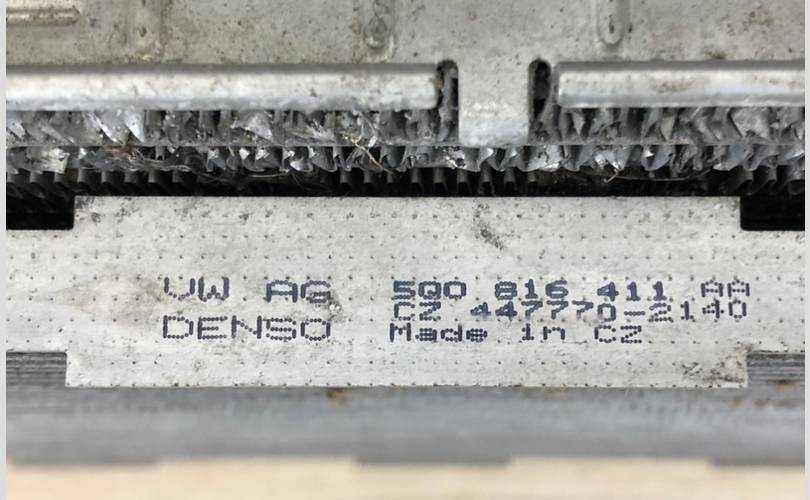 VW AG 5Q0 816 411 AA
CZ 447770-2140
DENSO Made in CZ